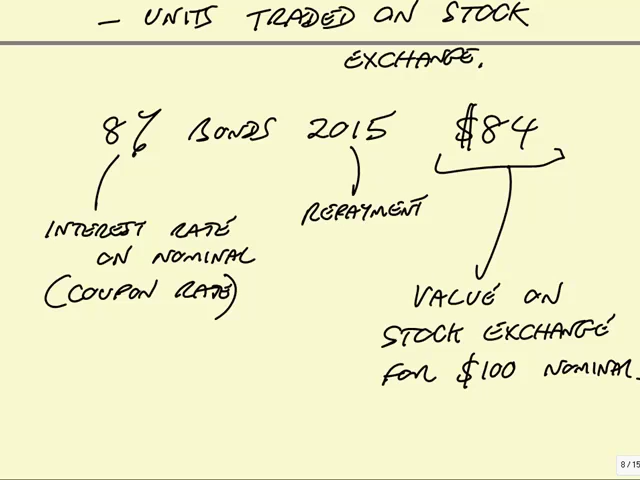 - UNITS TRADED ON STOCK
EXCHANGE.
8% BONDS 2015 $84
INTEREST RATE
ON NOMINAL
(COUPON RATE)
REPAYMENT
VALUE ON
STOCK EXCHANGE
FOR $100 NOMINAL.
8 / 15